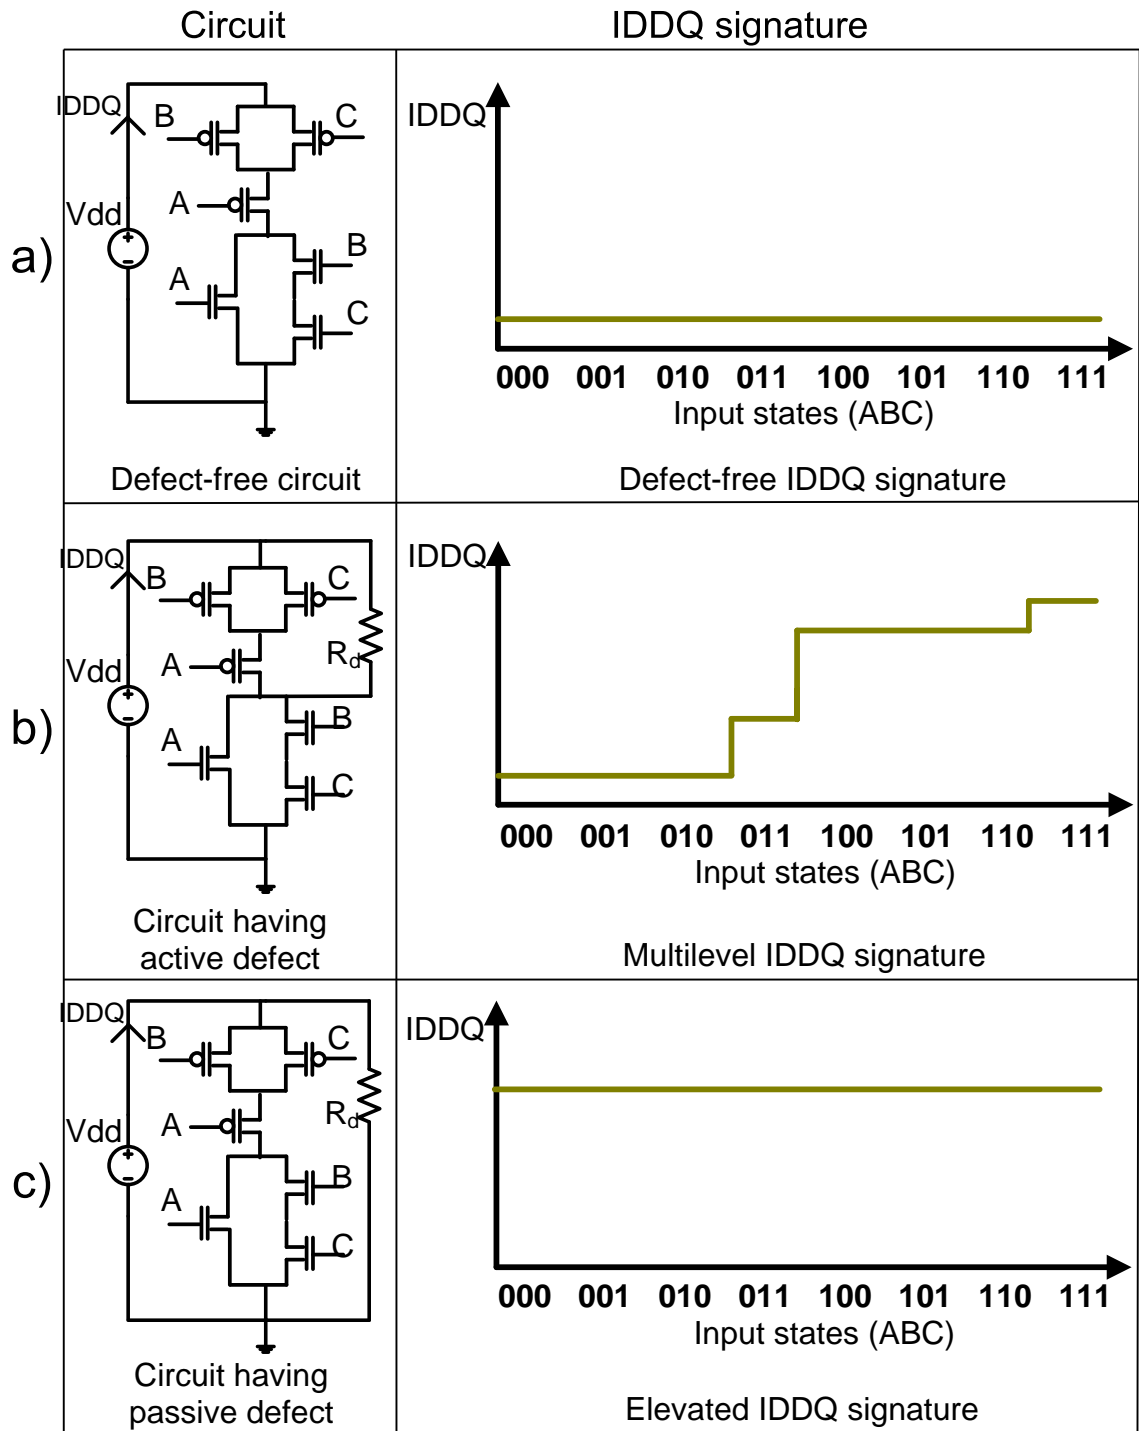 Circuit IDDQ signature
a)
IDDQ
B
C
A
Vdd
+
-
B
A
C
Defect-free circuit
IDDQ
000 001 010 011 100 101 110 111
Input states (ABC)
Defect-free IDDQ signature
b)
IDDQ
B
C
Rd
A
Vdd
+
-
B
A
C
Circuit having
active defect
IDDQ
000 001 010 011 100 101 110 111
Input states (ABC)
Multilevel IDDQ signature
c)
IDDQ
B
C
Rd
A
Vdd
+
-
B
A
C
Circuit having
passive defect
IDDQ
000 001 010 011 100 101 110 111
Input states (ABC)
Elevated IDDQ signature